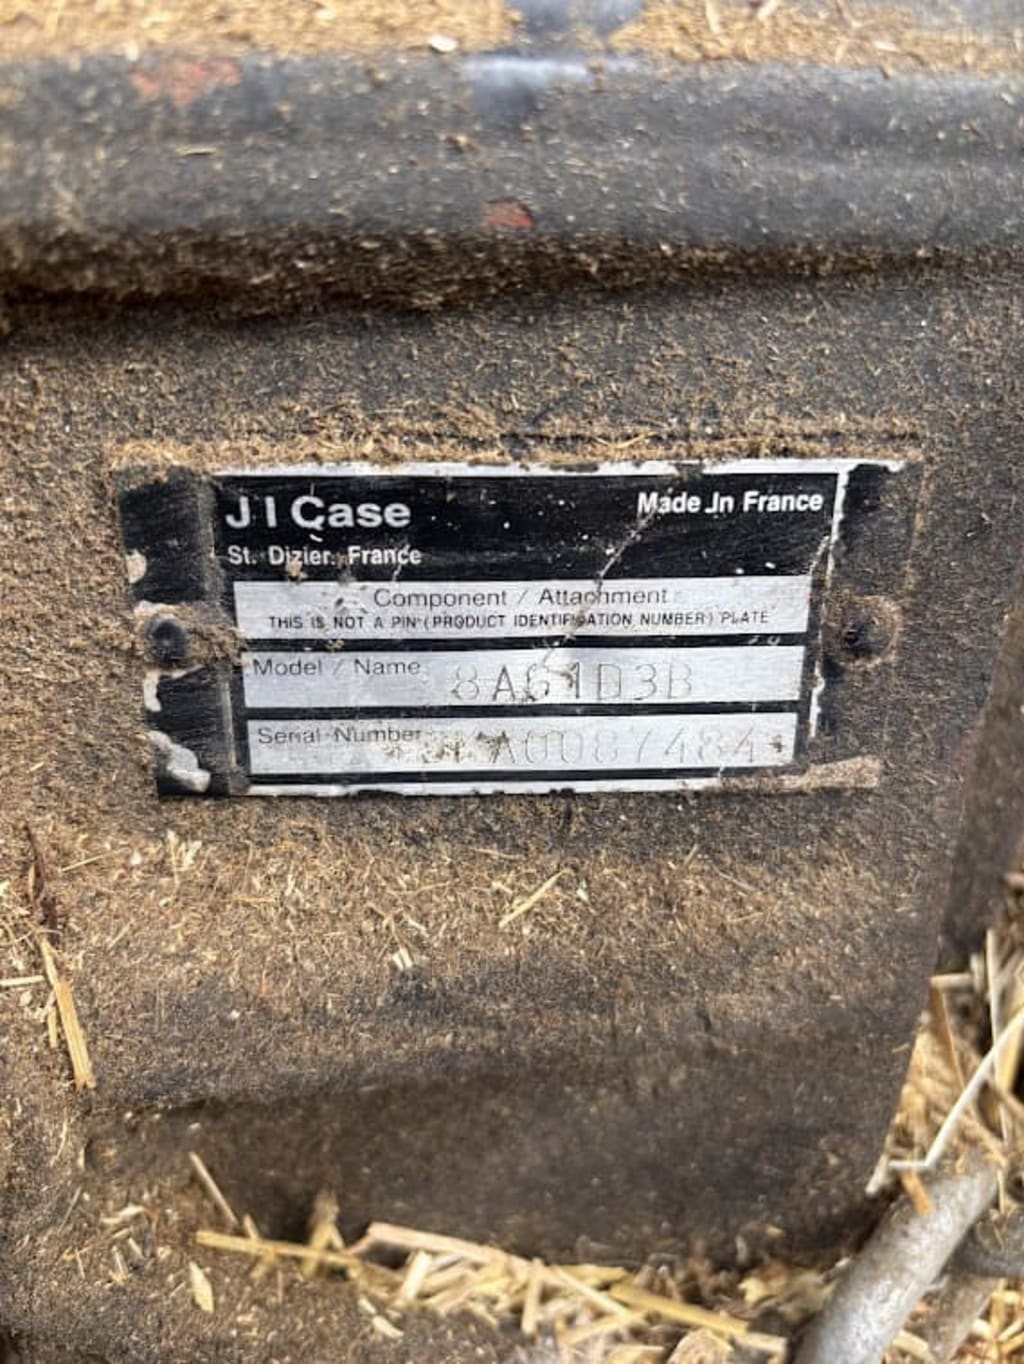 J I Case
Made In France
St. Dizier, France
Component / Attachment
THIS IS NOT A PIN (PRODUCT IDENTIFICATION NUMBER) PLATE
Model / Name 8A61D3B
Serial Number